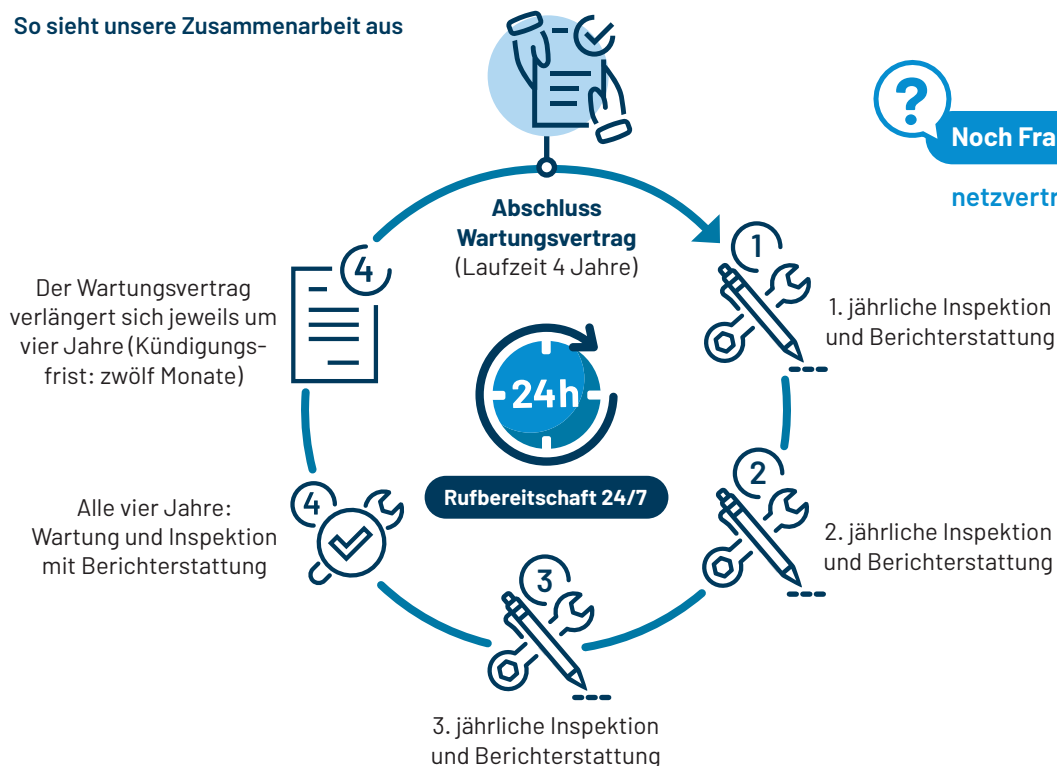 So sieht unsere Zusammenarbeit aus
?
Noch Fra
netzvertr
Abschluss
Wartungsvertrag
(Laufzeit 4 Jahre)
1
1. jährliche Inspektion
und Berichterstattung
2
2. jährliche Inspektion
und Berichterstattung
3
3. jährliche Inspektion
und Berichterstattung
4
Alle vier Jahre:
Wartung und Inspektion
mit Berichterstattung
4
Der Wartungsvertrag
verlängert sich jeweils um
vier Jahre (Kündigungs-
frist: zwölf Monate)
24h
Rufbereitschaft 24/7